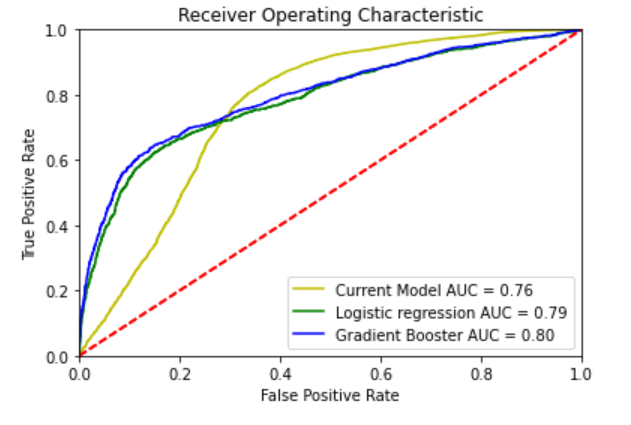 Receiver Operating Characteristic
1.0
0.8
0.6
0.4
0.2
0.0
True Positive Rate
Current Model AUC = 0.76
Logistic regression AUC = 0.79
Gradient Booster AUC = 0.80
0.0 0.2 0.4 0.6 0.8 1.0
False Positive Rate